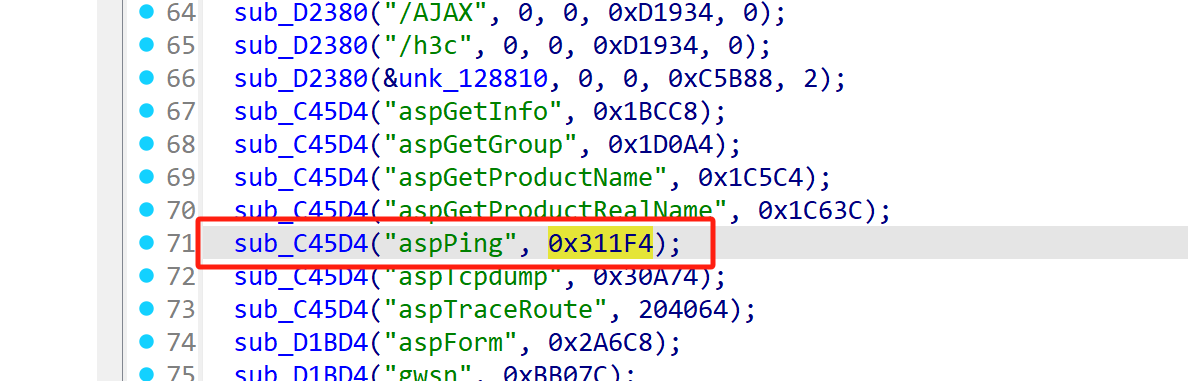 64 sub_D2380("/AJAX", 0, 0, 0xD1934, 0);
65 sub_D2380("/h3c", 0, 0, 0xD1934, 0);
66 sub_D2380(&unk_128810, 0, 0, 0xC5B88, 2);
67 sub_C45D4("aspGetInfo", 0x1BCC8);
68 sub_C45D4("aspGetGroup", 0x1D0A4);
69 sub_C45D4("aspGetProductName", 0x1C5C4);
70 sub_C45D4("aspGetProductRealName", 0x1C63C);
71 sub_C45D4("aspPing", 0x311F4);
72 sub_C45D4("aspTcpdump", 0x30A74);
73 sub_C45D4("aspTraceRoute", 204064);
74 sub_D1BD4("aspForm", 0x2A6C8);
75 sub_D1BD4("gwsn", 0xBB07C);